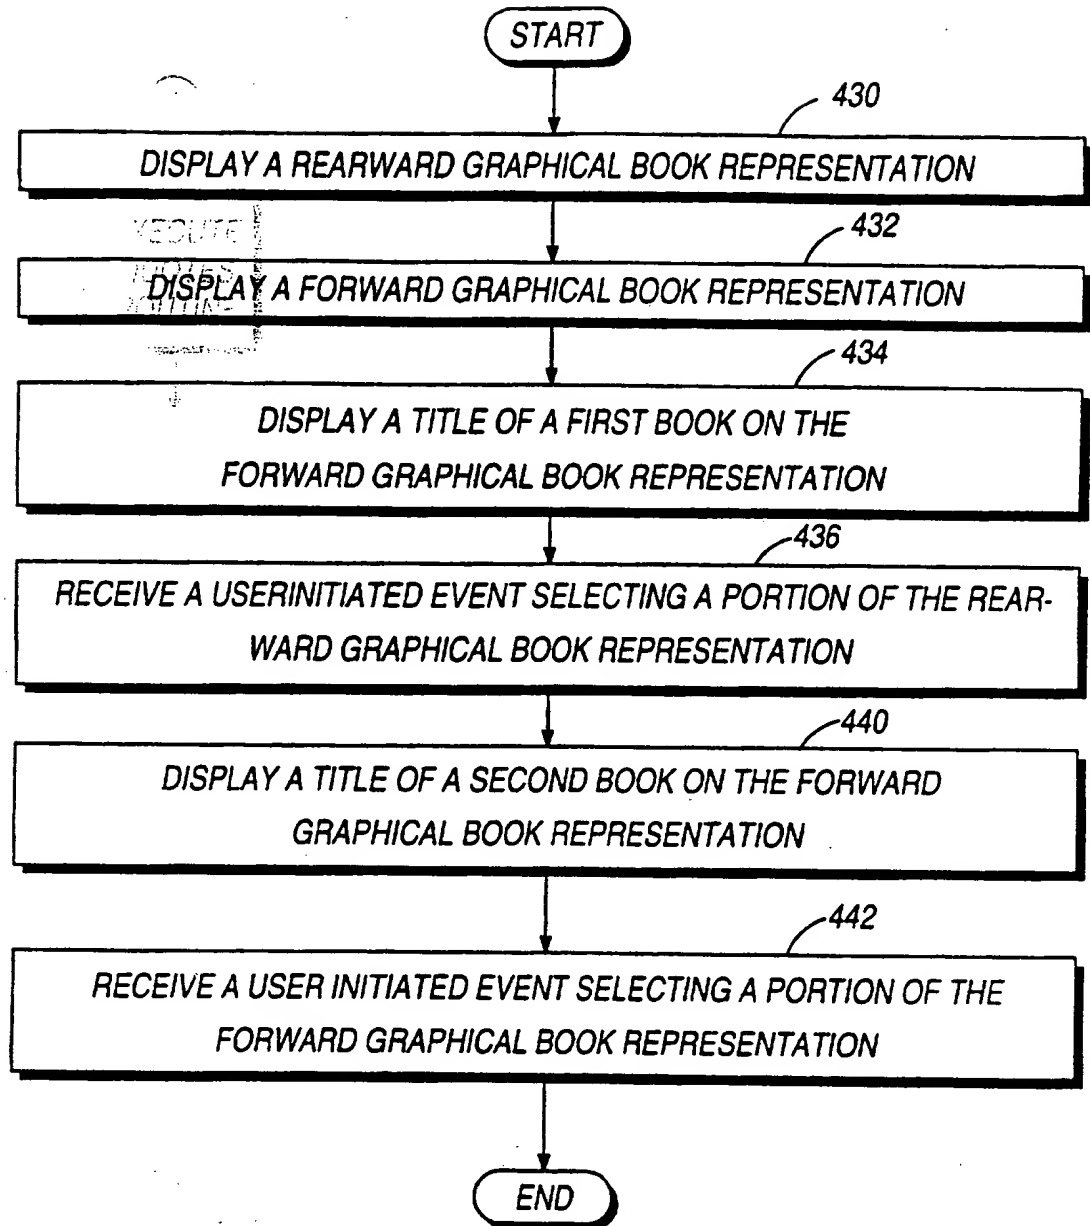 START
430
DISPLAY A REARWARD GRAPHICAL BOOK REPRESENTATION
432
DISPLAY A FORWARD GRAPHICAL BOOK REPRESENTATION
434
DISPLAY A TITLE OF A FIRST BOOK ON THE
FORWARD GRAPHICAL BOOK REPRESENTATION
436
RECEIVE A USERINITIATED EVENT SELECTING A PORTION OF THE REAR-
WARD GRAPHICAL BOOK REPRESENTATION
440
DISPLAY A TITLE OF A SECOND BOOK ON THE FORWARD
GRAPHICAL BOOK REPRESENTATION
442
RECEIVE A USER INITIATED EVENT SELECTING A PORTION OF THE
FORWARD GRAPHICAL BOOK REPRESENTATION
END